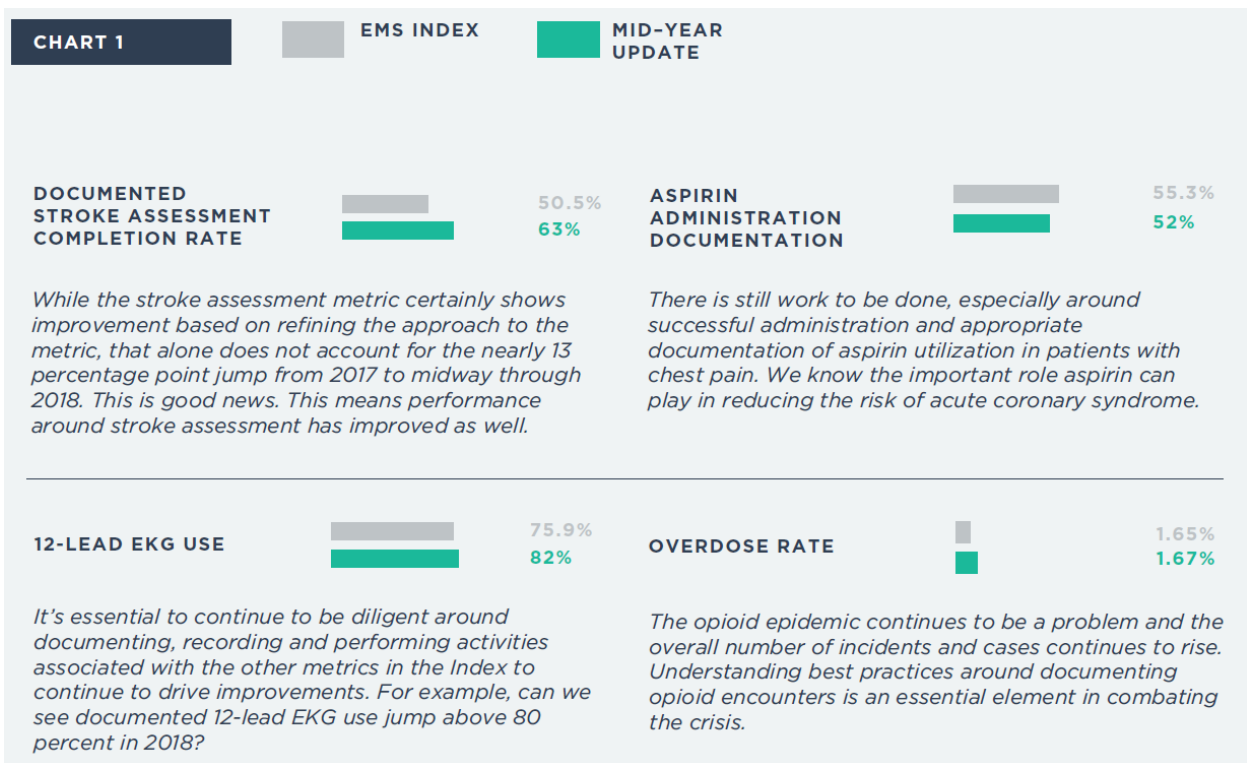 CHART 1
EMS INDEX
MID–YEAR
UPDATE
DOCUMENTED
STROKE ASSESSMENT
COMPLETION RATE
50.5%
63%
While the stroke assessment metric certainly shows
improvement based on refining the approach to the
metric, that alone does not account for the nearly 13
percentage point jump from 2017 to midway through
2018. This is good news. This means performance
around stroke assessment has improved as well.
ASPIRIN
ADMINISTRATION
DOCUMENTATION
55.3%
52%
There is still work to be done, especially around
successful administration and appropriate
documentation of aspirin utilization in patients with
chest pain. We know the important role aspirin can
play in reducing the risk of acute coronary syndrome.
12-LEAD EKG USE
75.9%
82%
It’s essential to continue to be diligent around
documenting, recording and performing activities
associated with the other metrics in the Index to
continue to drive improvements. For example, can we
see documented 12-lead EKG use jump above 80
percent in 2018?
OVERDOSE RATE
1.65%
1.67%
The opioid epidemic continues to be a problem and the
overall number of incidents and cases continues to rise.
Understanding best practices around documenting
opioid encounters is an essential element in combating
the crisis.